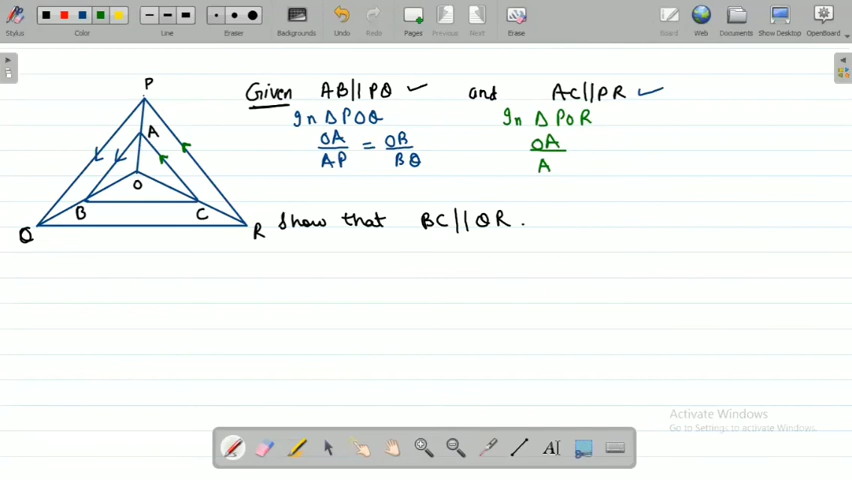 Stylus Color Line Eraser Backgrounds Undo Redo Pages Previous Next Erase Board Web Documents Show Desktop OpenBoard
P
A
O
B
C
Q
R
Given AB||PQ ✓ and AC||PR ✓
In Δ POQ In Δ POR
OA/AP = OB/BQ OA/A
Show that BC||QR.
Activate Windows
Go to Settings to activate Windows.